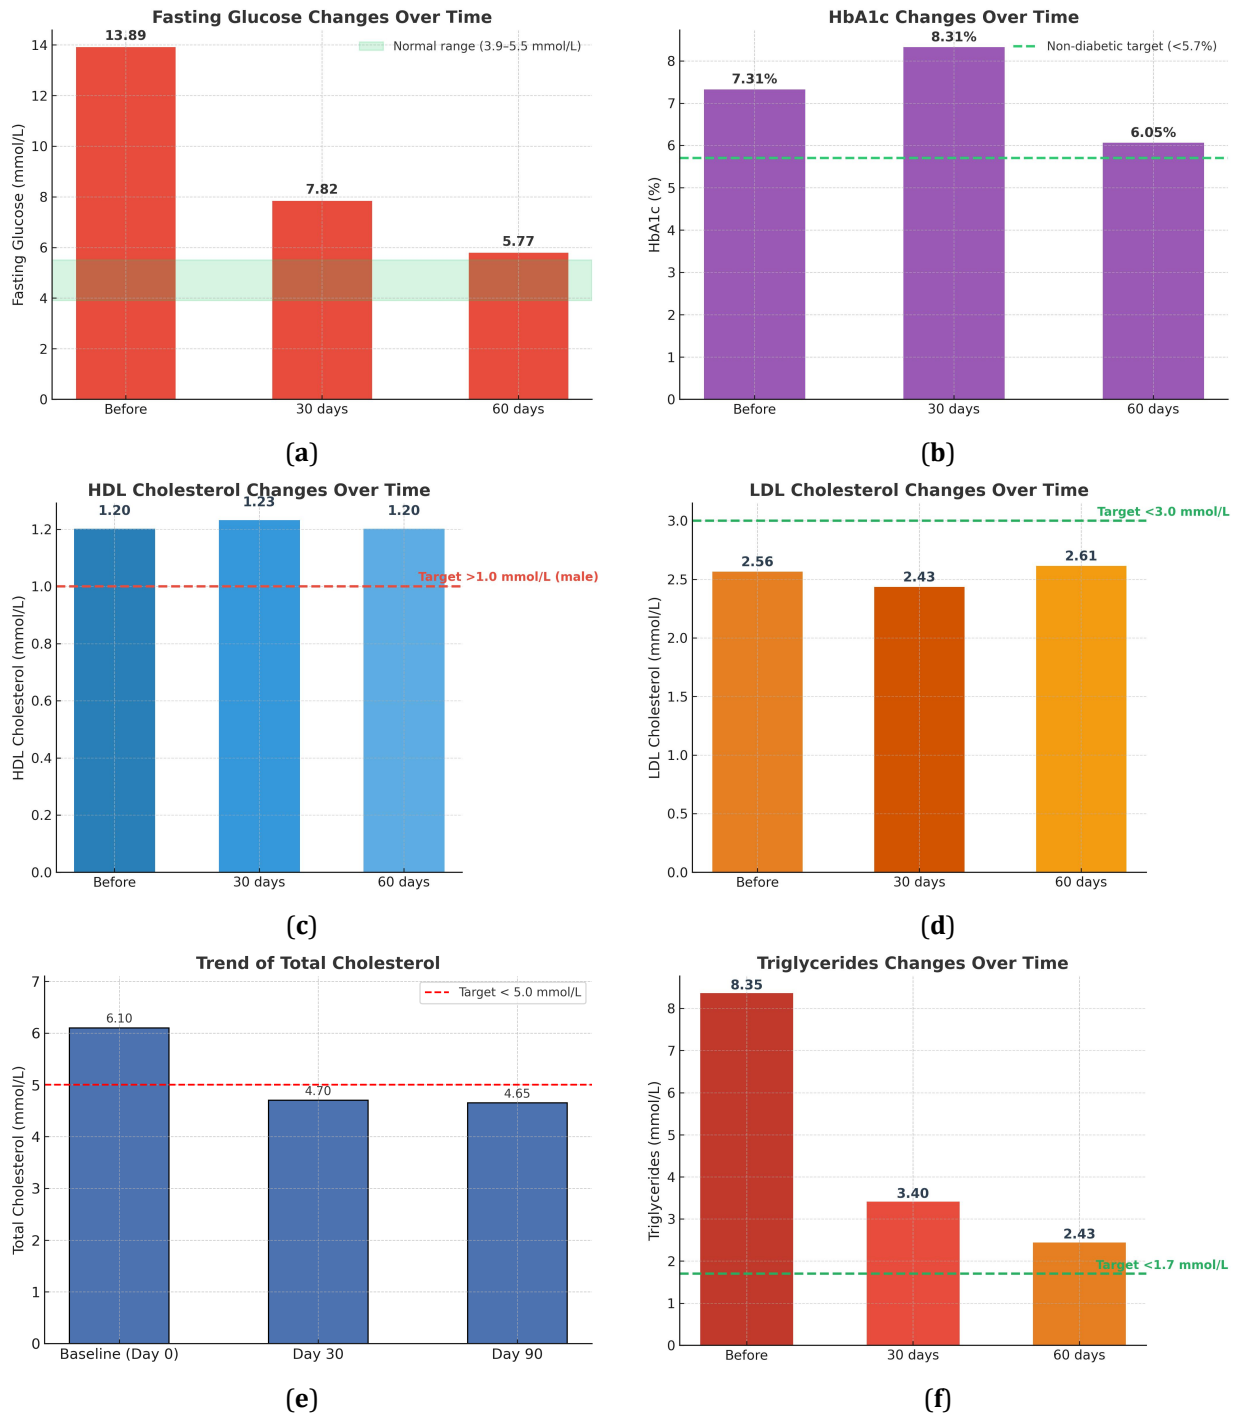 Fasting Glucose Changes Over Time
13.89
Normal range (3.9–5.5 mmol/L)
14
12
10
8
6
4
2
0
7.82
5.77
Fasting Glucose (mmol/L)
Before
30 days
60 days
(a)
HbA1c Changes Over Time
8.31%
Non-diabetic target (<5.7%)
7.31%
6.05%
8
7
6
5
4
3
2
1
0
HbA1c (%)
Before
30 days
60 days
(b)
HDL Cholesterol Changes Over Time
1.20
1.23
1.20
Target >1.0 mmol/L (male)
1.2
1.0
0.8
0.6
0.4
0.2
0.0
HDL Cholesterol (mmol/L)
Before
30 days
60 days
(c)
LDL Cholesterol Changes Over Time
Target <3.0 mmol/L
2.56
2.43
2.61
3.0
2.5
2.0
1.5
1.0
0.5
0.0
LDL Cholesterol (mmol/L)
Before
30 days
60 days
(d)
Trend of Total Cholesterol
Target < 5.0 mmol/L
6.10
4.70
4.65
7
6
5
4
3
2
1
0
Total Cholesterol (mmol/L)
Baseline (Day 0)
Day 30
Day 90
(e)
Triglycerides Changes Over Time
8.35
3.40
2.43
Target <1.7 mmol/L
8
7
6
5
4
3
2
1
0
Triglycerides (mmol/L)
Before
30 days
60 days
(f)